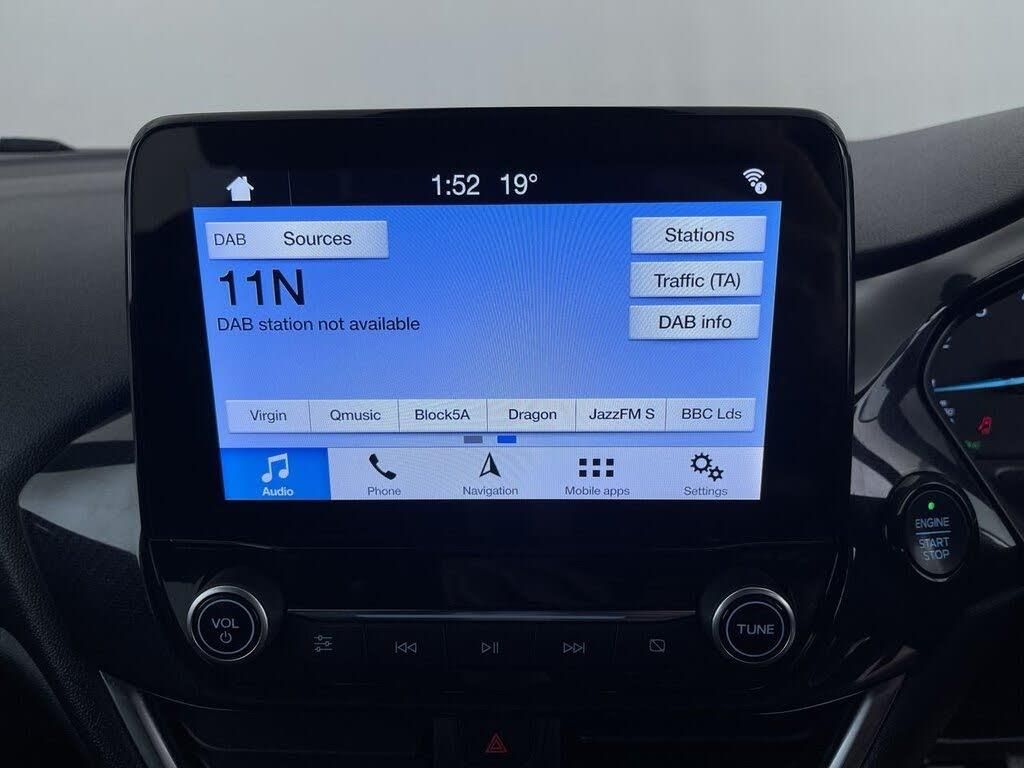 1:52 19°
DAB Sources
Stations
11N
Traffic (TA)
DAB station not available
DAB info
Virgin Qmusic Block5A Dragon JazzFM S BBC Lds
Audio Phone Navigation Mobile apps Settings
ENGINE
START
STOP
VOL
TUNE